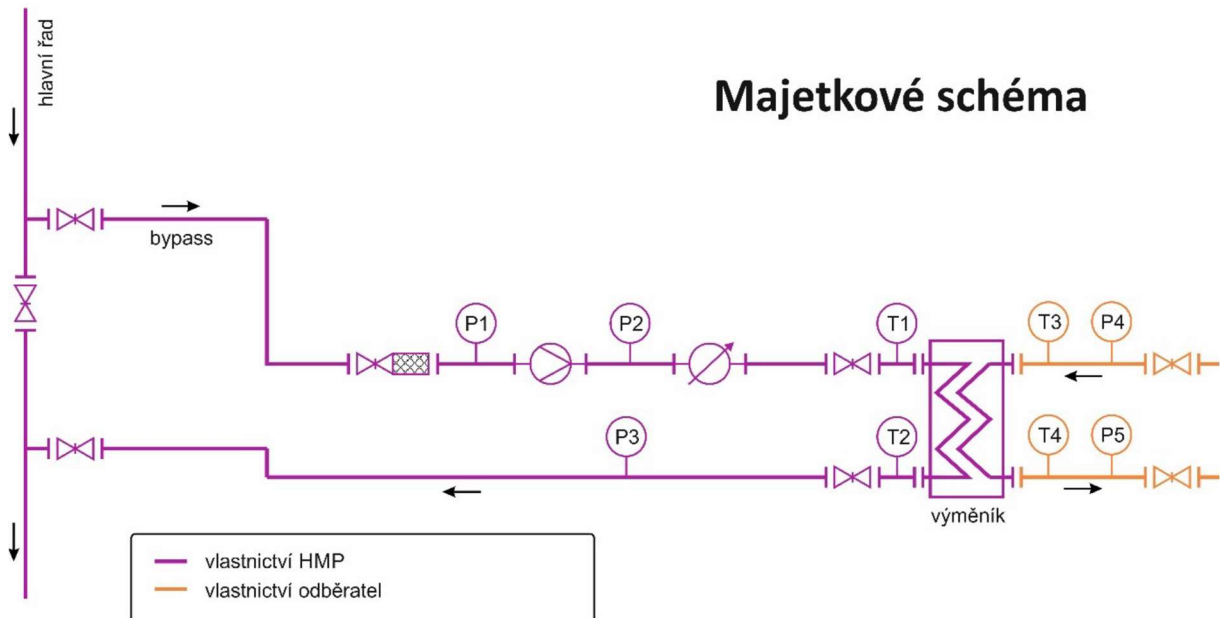 hlavní řad
Majetkové schéma
bypass
P1
P2
T1
T3
P4
P3
T2
T4
P5
výměník
vlastnictví HMP
vlastnictví odběratel